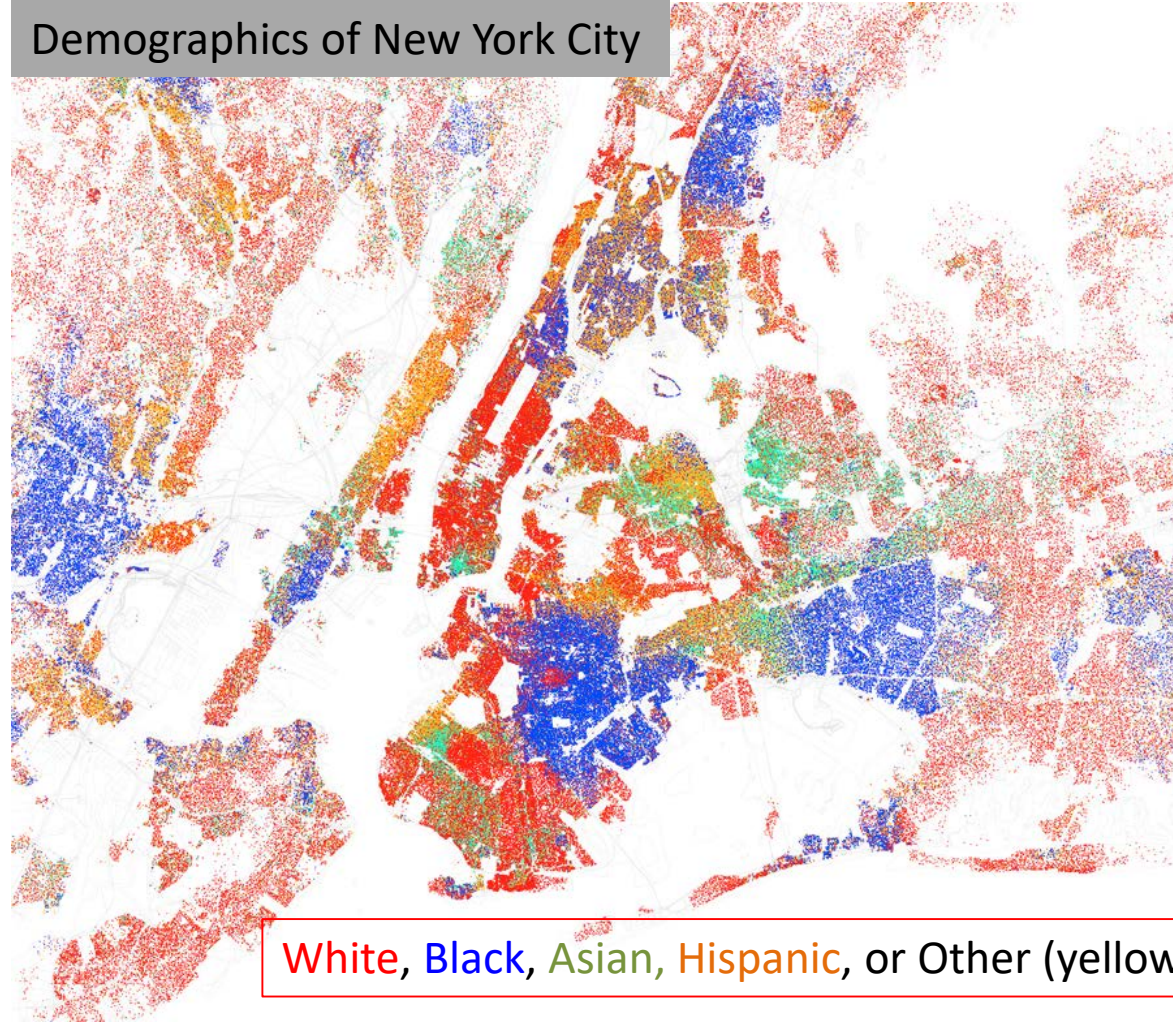 Demographics of New York City
White, Black, Asian, Hispanic, or Other (yellow